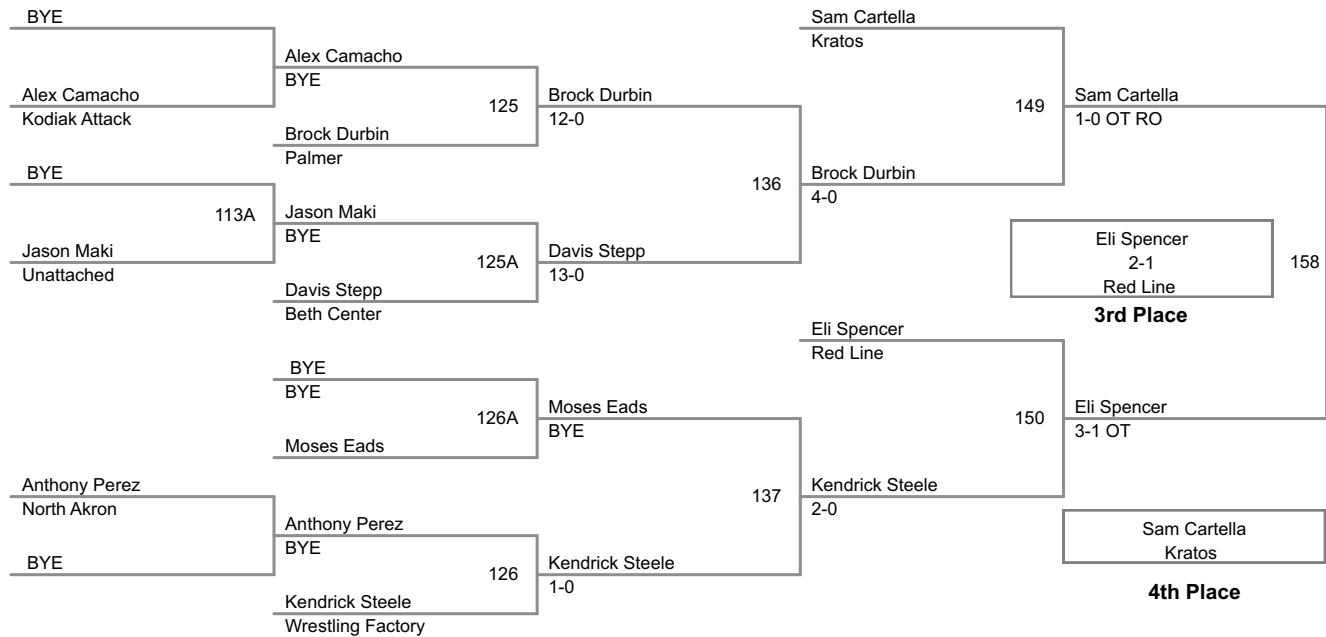 BYE
Alex Camacho
Kodiak Attack
BYE
113A
Jason Maki
Unattached
Anthony Perez
North Akron
BYE
Alex Camacho
BYE
125
Brock Durbin
Palmer
Jason Maki
BYE
125A
Davis Stepp
Beth Center
BYE
BYE
126A
Moses Eads
Anthony Perez
BYE
126
Kendrick Steele
Wrestling Factory
Brock Durbin
12-0
136
Davis Stepp
13-0
Moses Eads
BYE
137
Kendrick Steele
1-0
Sam Cartella
Kratos
149
Brock Durbin
4-0
Eli Spencer
Red Line
150
Kendrick Steele
2-0
Sam Cartella
1-0 OT RO
Eli Spencer
2-1
Red Line
158
3rd Place
Eli Spencer
3-1 OT
Sam Cartella
Kratos
4th Place